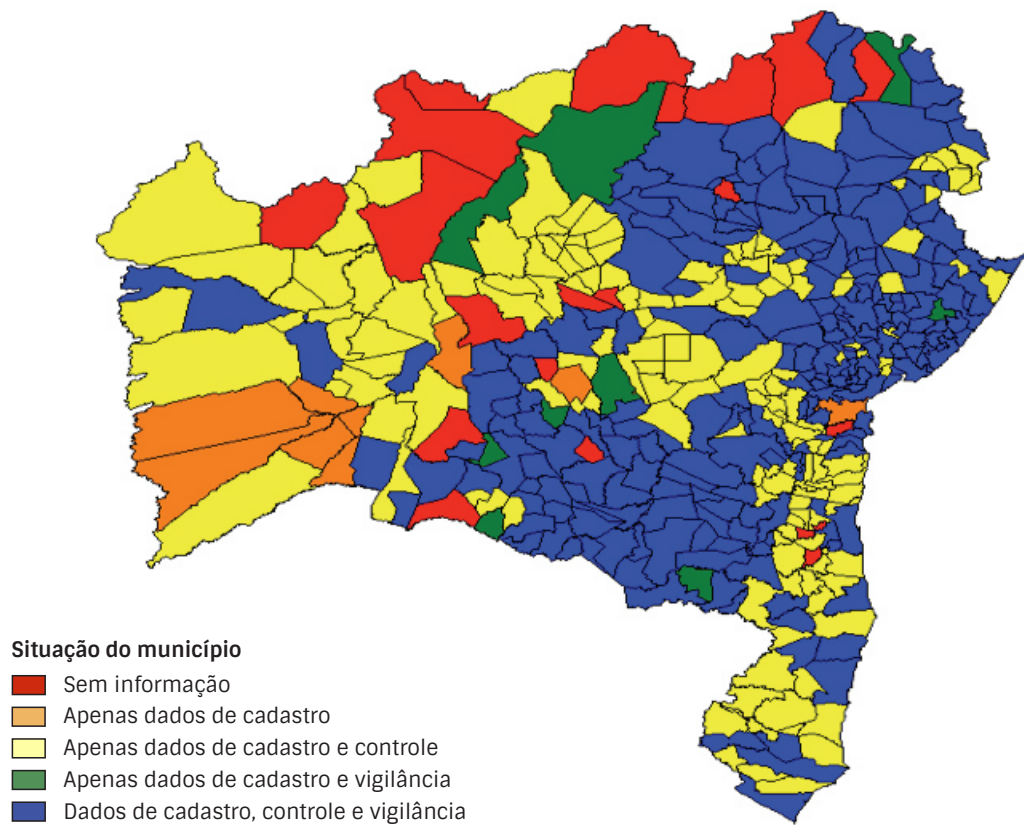 Situação do município
Sem informação
Apenas dados de cadastro
Apenas dados de cadastro e controle
Apenas dados de cadastro e vigilância
Dados de cadastro, controle e vigilância